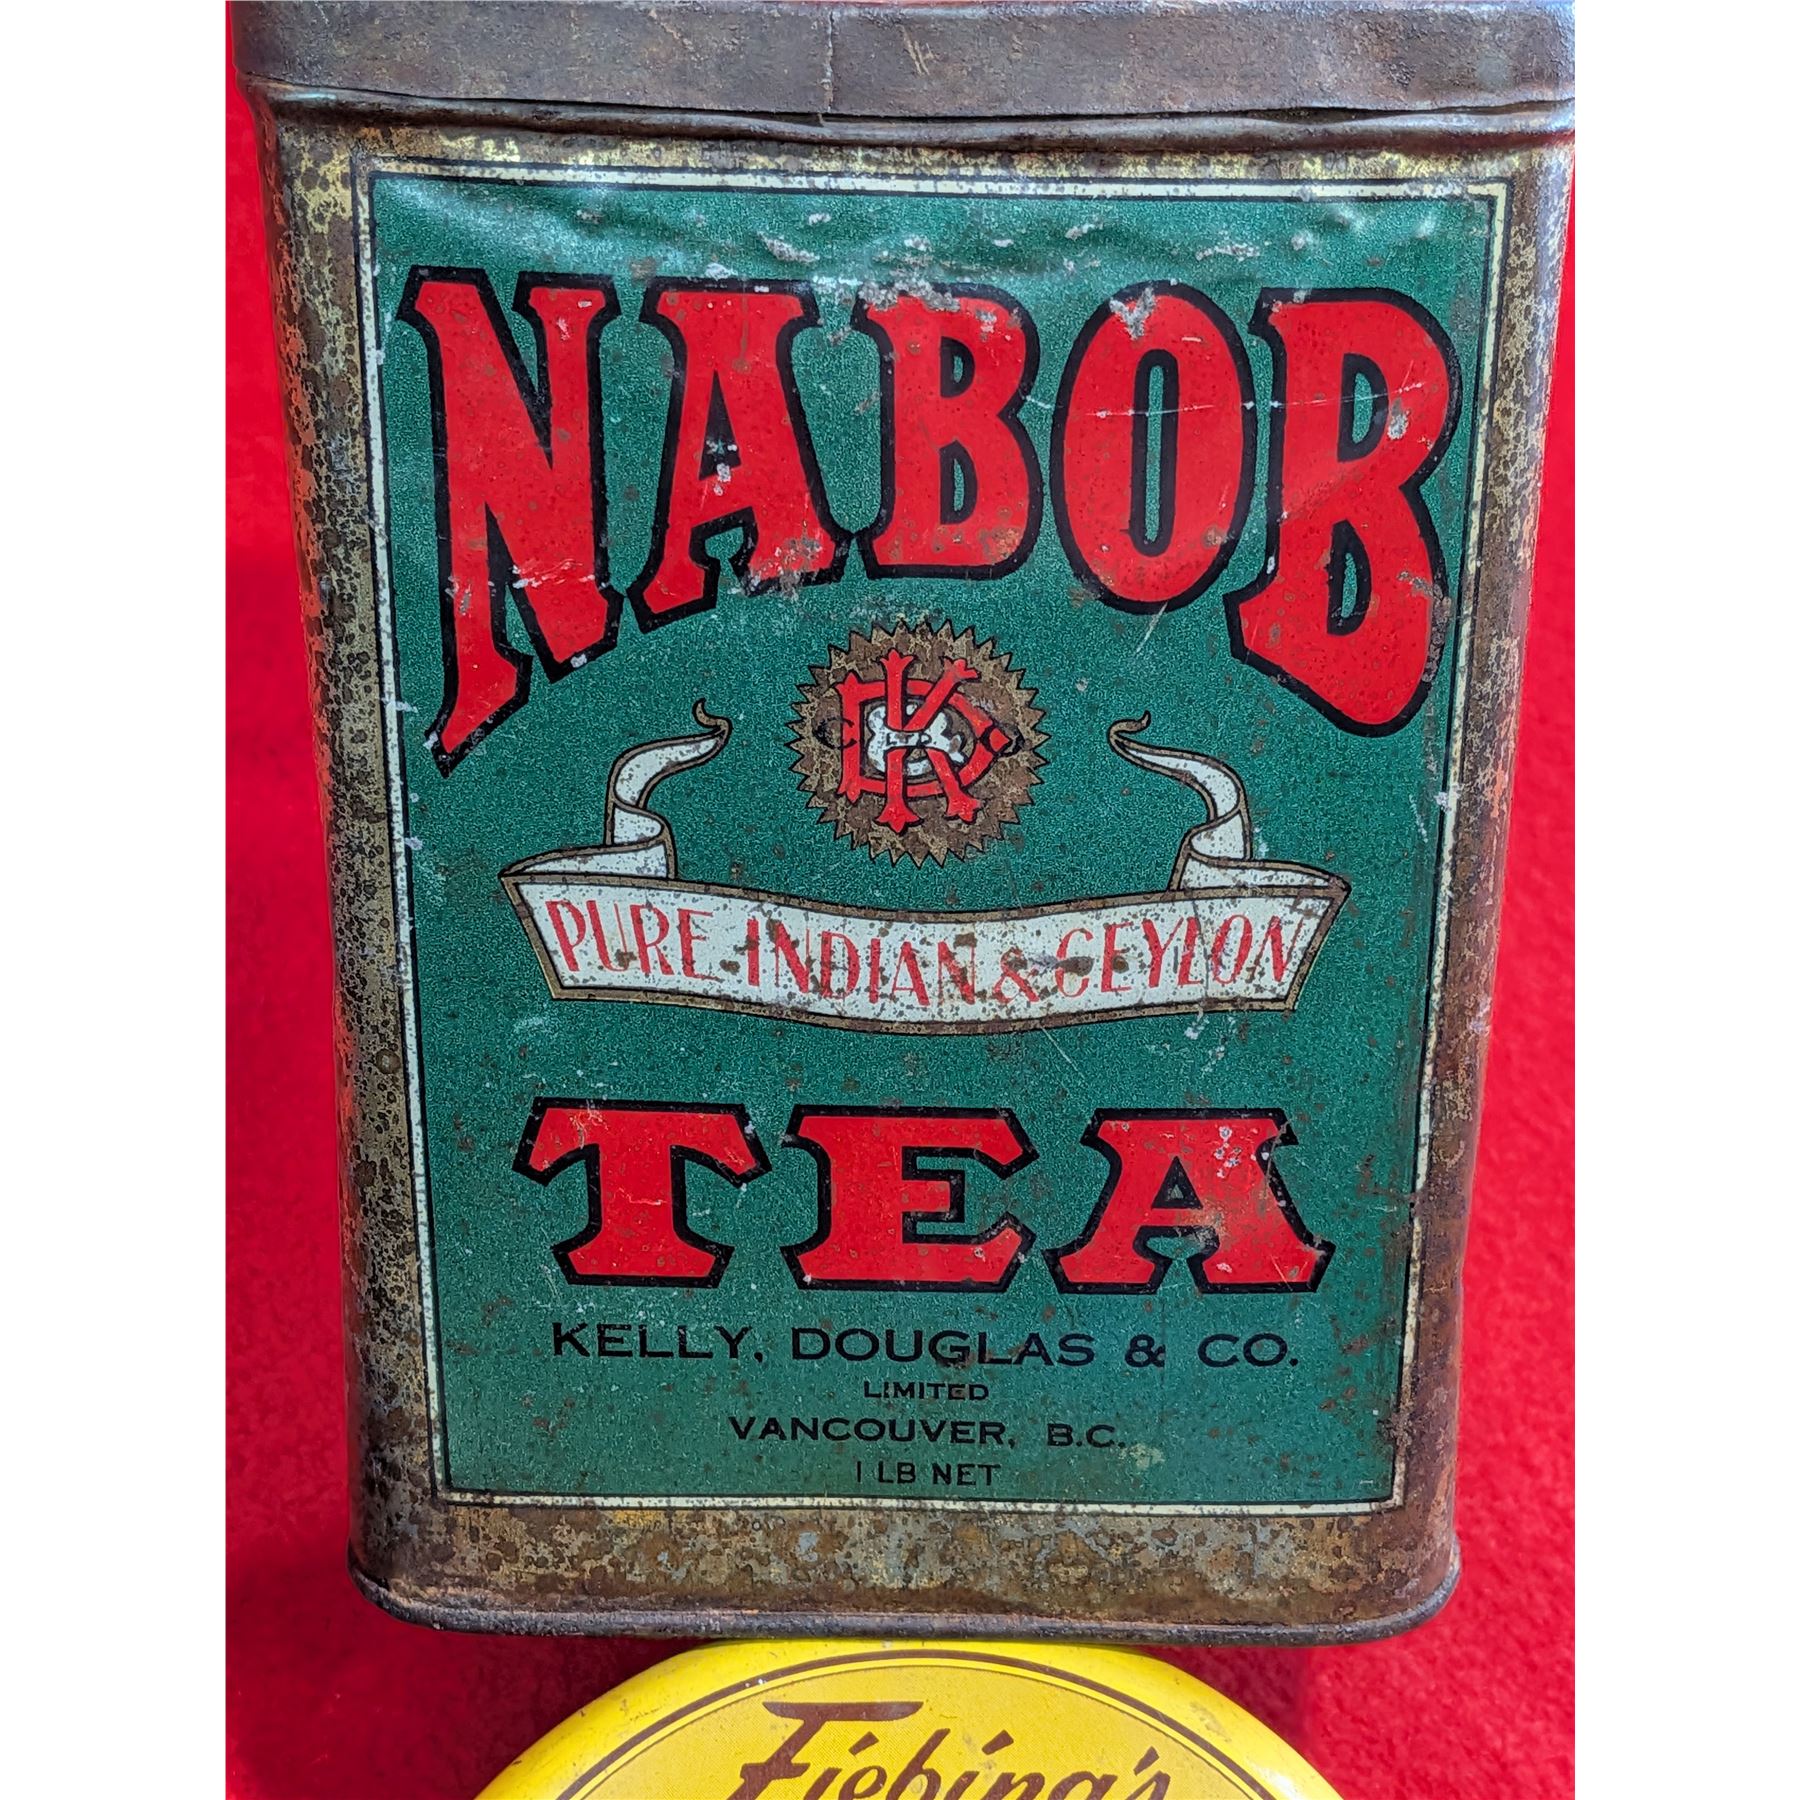 NABOB
KD
PURE INDIAN & CEYLON
TEA
KELLY, DOUGLAS & CO.
LIMITED
VANCOUVER, B.C.
1 LB NET
Fiebing's